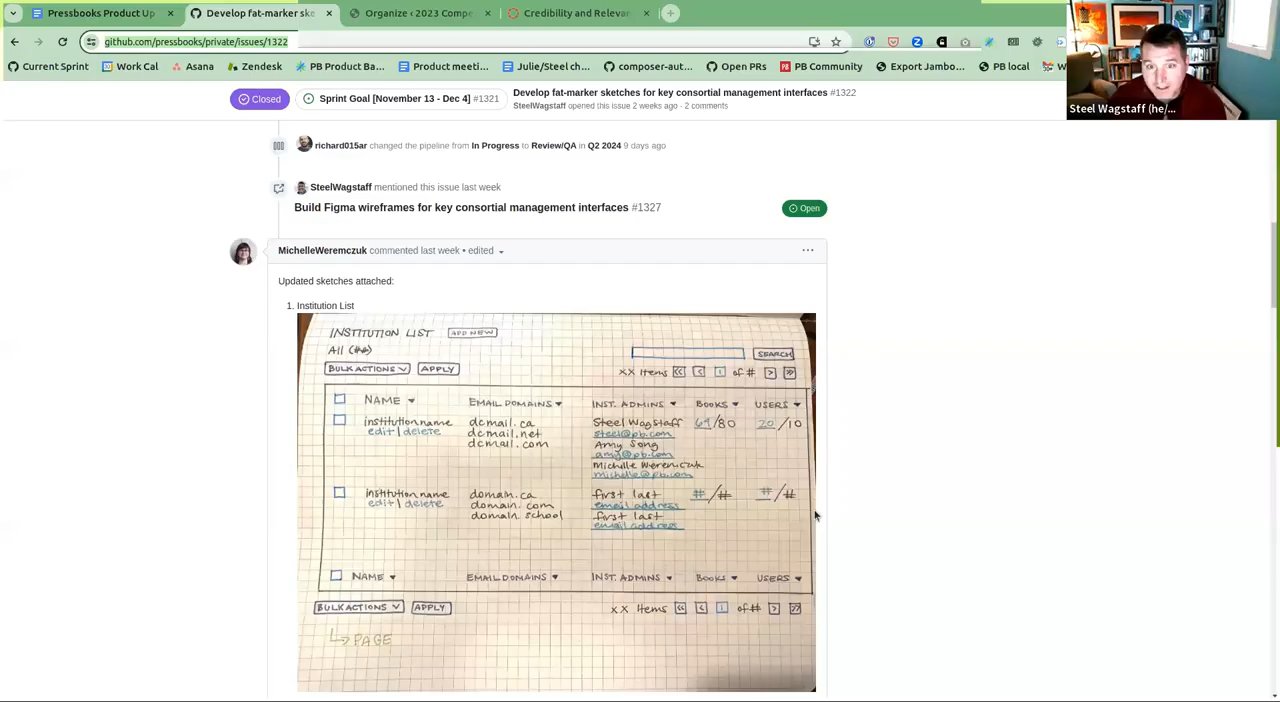 Pressbooks Product Up
Develop fat-marker ske
Organize ‹ 2023 Compe
Credibility and Relevan
github.com/pressbooks/private/issues/1322
Current Sprint
Work Cal
Asana
Zendesk
PB Product Ba...
Product meeti...
Julie/Steel ch...
composer-aut...
Open PRs
PB Community
Export Jambo...
PB local
Steel Wagstaff (he/...
Closed
Sprint Goal [November 13 - Dec 4] #1321
Develop fat-marker sketches for key consortial management interfaces #1322
SteelWagstaff opened this issue 2 weeks ago · 2 comments
richard015ar changed the pipeline from In Progress to Review/QA in Q2 2024 9 days ago
SteelWagstaff mentioned this issue last week
Build Figma wireframes for key consortial management interfaces #1327
Open
MichelleWeremczuk commented last week • edited
Updated sketches attached:
1. Institution List
INSTITUTION LIST ADD NEW
All (##)
SEARCH
BULK ACTIONS APPLY
XX Items << < 1 of # > >>
NAME EMAIL DOMAINS INST. ADMINS BOOKS USERS
institution name dcmail.ca Steel Wagstaff 64/80 20/10
edit | delete dcmail.net steel@pb.com
dcmail.com Amy Song
amy@pb.com
Michelle Weremczuk
michelle@pb.com
institution name domain.ca first last #/# #/#
edit | delete domain.com email address
domain.school first last
email address
NAME EMAIL DOMAINS INST. ADMINS BOOKS USERS
BULK ACTIONS APPLY XX Items << < 1 of # > >>
PAGE